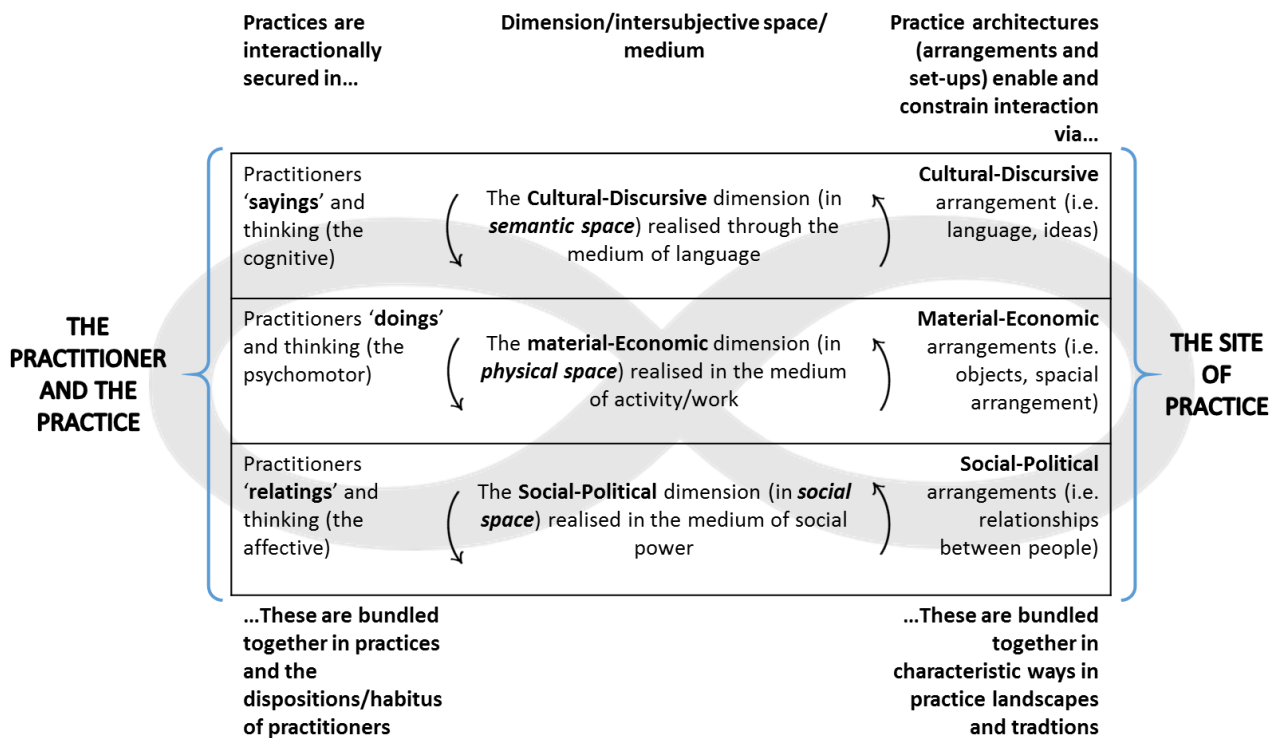 Practices are
interactionally
secured in...
Dimension/intersubjective space/
medium
Practice architectures
(arrangements and
set-ups) enable and
constrain interaction
via...
THE
PRACTITIONER
AND THE
PRACTICE
Practitioners
‘sayings’ and
thinking (the
cognitive)
The Cultural-Discursive dimension (in
semantic space) realised through the
medium of language
Cultural-Discursive
arrangement (i.e.
language, ideas)
Practitioners ‘doings’
and thinking (the
psychomotor)
The material-Economic dimension (in
physical space) realised in the medium
of activity/work
Material-Economic
arrangements (i.e.
objects, spacial
arrangement)
Practitioners
‘relatings’ and
thinking (the
affective)
The Social-Political dimension (in social
space) realised in the medium of social
power
Social-Political
arrangements (i.e.
relationships
between people)
THE SITE
OF
PRACTICE
...These are bundled
together in practices
and the
dispositions/habitus
of practitioners
...These are bundled
together in
characteristic ways in
practice landscapes
and tradtions